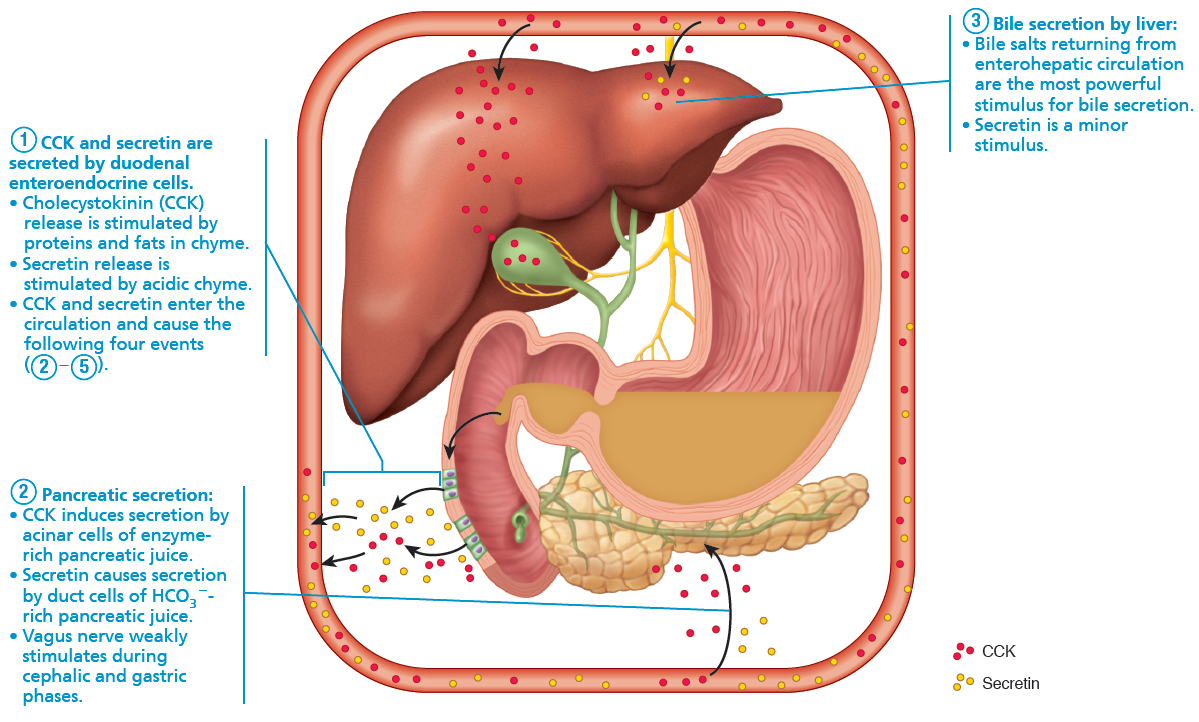 ① CCK and secretin are
secreted by duodenal
enteroendocrine cells.
• Cholecystokinin (CCK)
release is stimulated by
proteins and fats in chyme.
• Secretin release is
stimulated by acidic chyme.
• CCK and secretin enter the
circulation and cause the
following four events
(②–⑤).
② Pancreatic secretion:
• CCK induces secretion by
acinar cells of enzyme-
rich pancreatic juice.
• Secretin causes secretion
by duct cells of HCO₃⁻-
rich pancreatic juice.
• Vagus nerve weakly
stimulates during
cephalic and gastric
phases.
③ Bile secretion by liver:
• Bile salts returning from
enterohepatic circulation
are the most powerful
stimulus for bile secretion.
• Secretin is a minor
stimulus.
CCK
Secretin